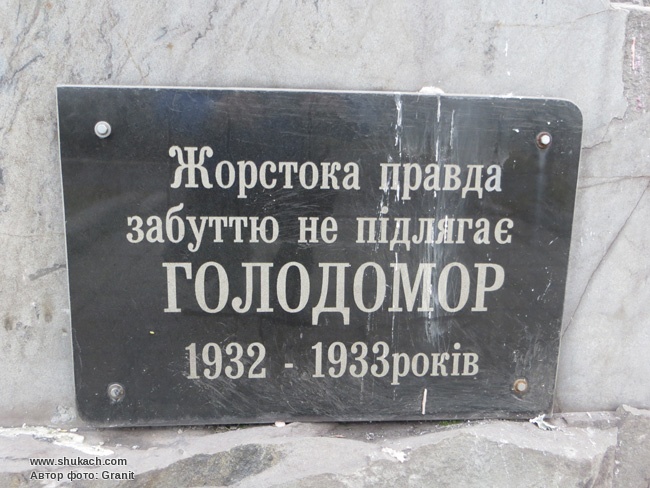 Жорстока правда
забуттю не підлягає
ГОЛОДОМОР
1932 - 1933років
www.shukach.com
Автор фото: Granit